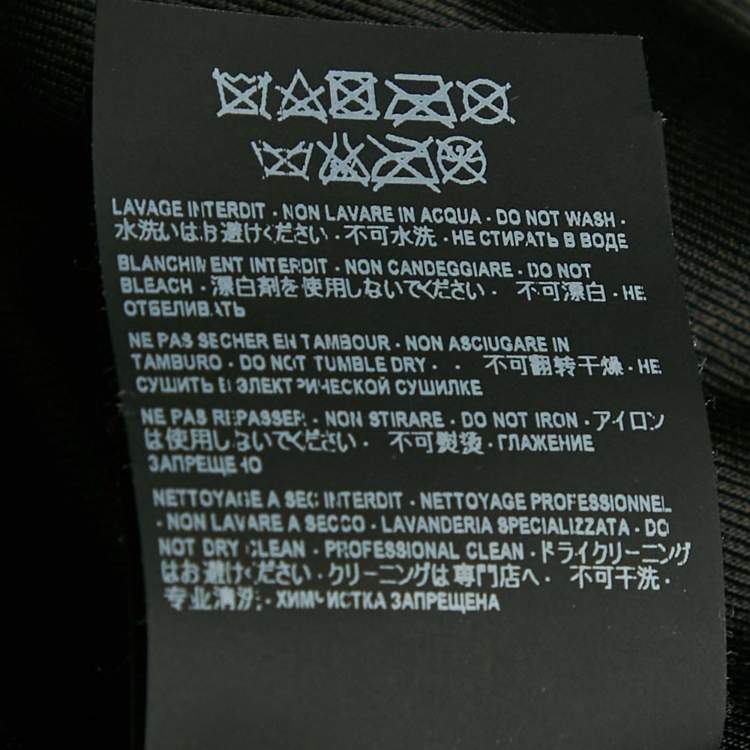 LAVAGE INTERDIT · NON LAVARE IN ACQUA · DO NOT WASH ·
水洗いはお避けください · 不可水洗 · НЕ СТИРАТЬ В ВОДЕ
BLANCHIMENT INTERDIT · NON CANDEGGIARE · DO NOT
BLEACH · 漂白剤を使用しないでください · 不可漂白 · НЕ
ОТБЕЛИВАТЬ
NE PAS SECHER EN TAMBOUR · NON ASCIUGARE IN
TAMBURO · DO NOT TUMBLE DRY · · 不可翻转干燥 · НЕ
СУШИТЬ В ЭЛЕКТРИЧЕСКОЙ СУШИЛКЕ
NE PAS REPASSER · NON STIRARE · DO NOT IRON · アイロン
は使用しないでください · 不可熨烫 · ГЛАЖЕНИЕ
ЗАПРЕЩЕНО
NETTOYAGE A SEC INTERDIT · NETTOYAGE PROFESSIONNEL
· NON LAVARE A SECCO · LAVANDERIA SPECIALIZZATA · DO
NOT DRY CLEAN · PROFESSIONAL CLEAN · ドライクリーニング
はお避けください · クリーニングは専門店へ · 不可干洗 ·
专业清洗 · ХИМЧИСТКА ЗАПРЕЩЕНА